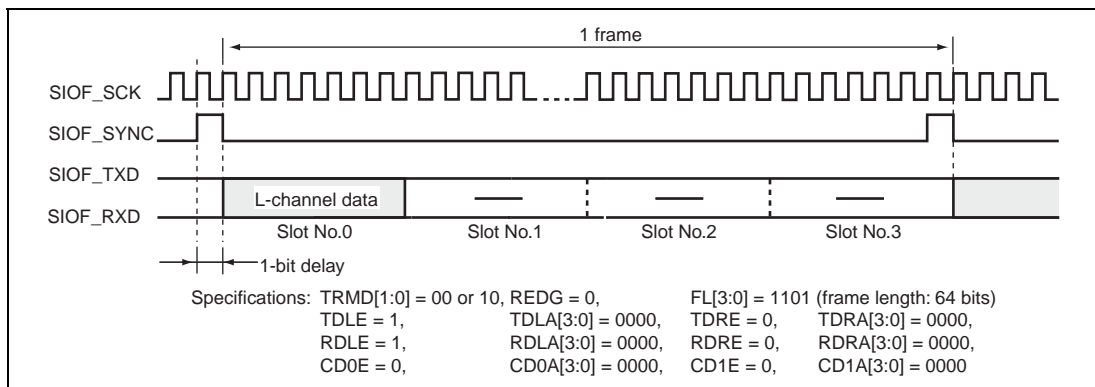 1 frame
SIOF_SCK
SIOF_SYNC
SIOF_TXD
L-channel data
SIOF_RXD
Slot No.0 Slot No.1 Slot No.2 Slot No.3
1-bit delay
Specifications: TRMD[1:0] = 00 or 10, REDG = 0, FL[3:0] = 1101 (frame length: 64 bits)
TDLE = 1, TDLA[3:0] = 0000, TDRE = 0, TDRA[3:0] = 0000,
RDLE = 1, RDLA[3:0] = 0000, RDRE = 0, RDRA[3:0] = 0000,
CD0E = 0, CD0A[3:0] = 0000, CD1E = 0, CD1A[3:0] = 0000